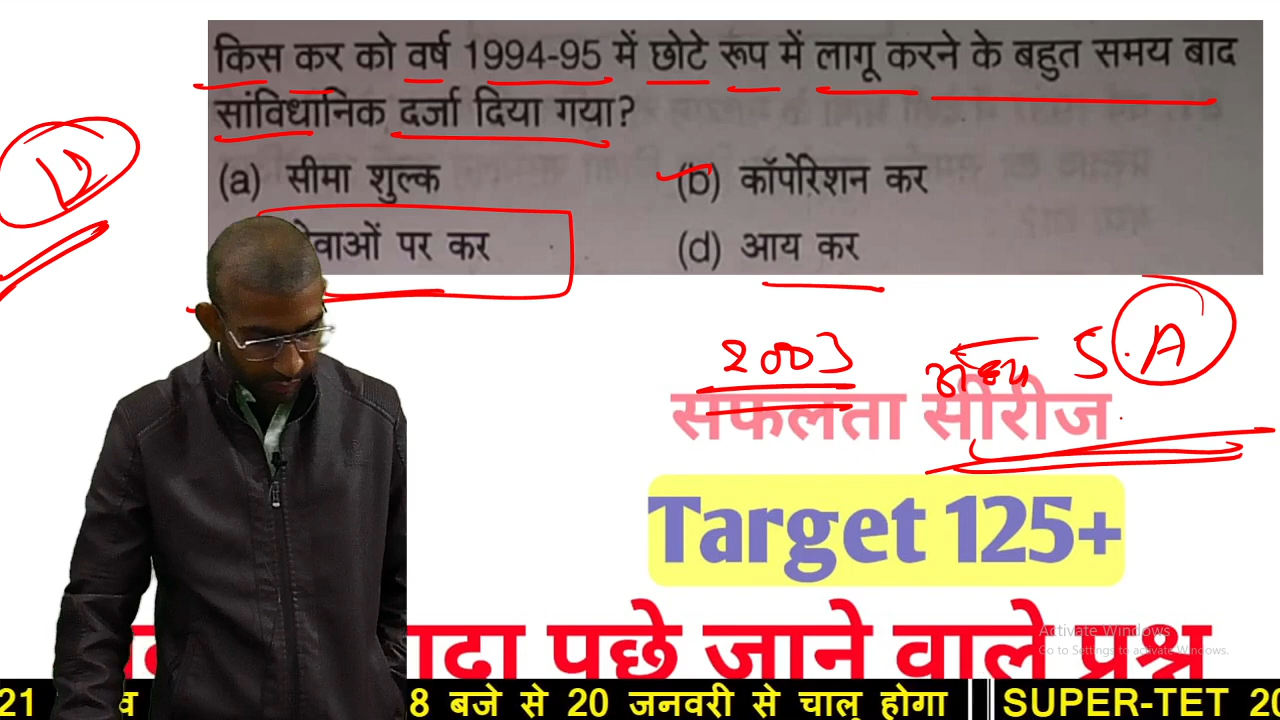 किस कर को वर्ष 1994-95 में छोटे रूप में लागू करने के बहुत समय बाद
सांविधानिक दर्जा दिया गया?
(a) सीमा शुल्क
(b) कॉर्पोरेशन कर
पर कर
(d) आय कर
2003
S.A
सफलता सीरीज
Target 125+
पूछे जाने वाले प्रश्न
Activate Windows
Go to Settings to activate Windows.
21
8 बजे से 20 जनवरी से चालू होगा || SUPER-TET 20